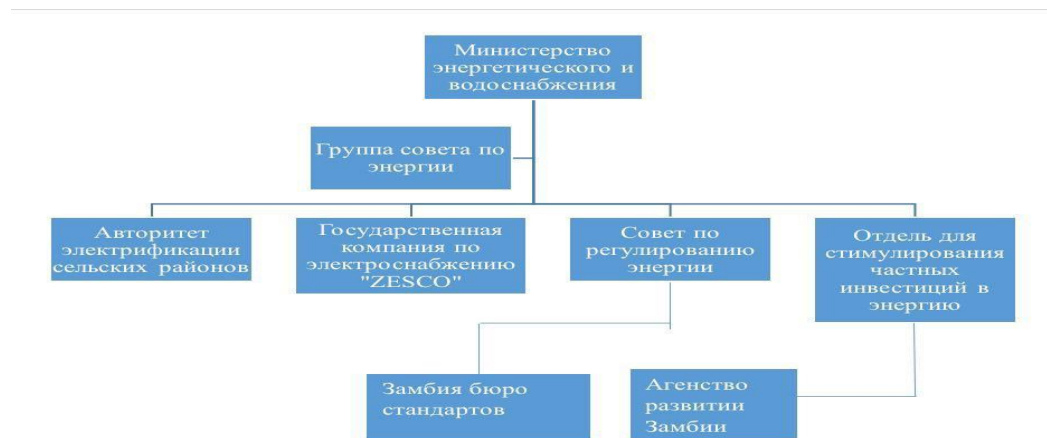 Министерство
энергетического и
водоснабжения
Группа совета по
энергии
Авторитет
электрификации
сельских районов
Государственная
компания по
электроснабжению
"ZESCO"
Совет по
регулированию
энергии
Отдель для
стимулирования
частных
инвестиций в
энергию
Замбия бюро
стандартов
Агенство
развитии
Замбии